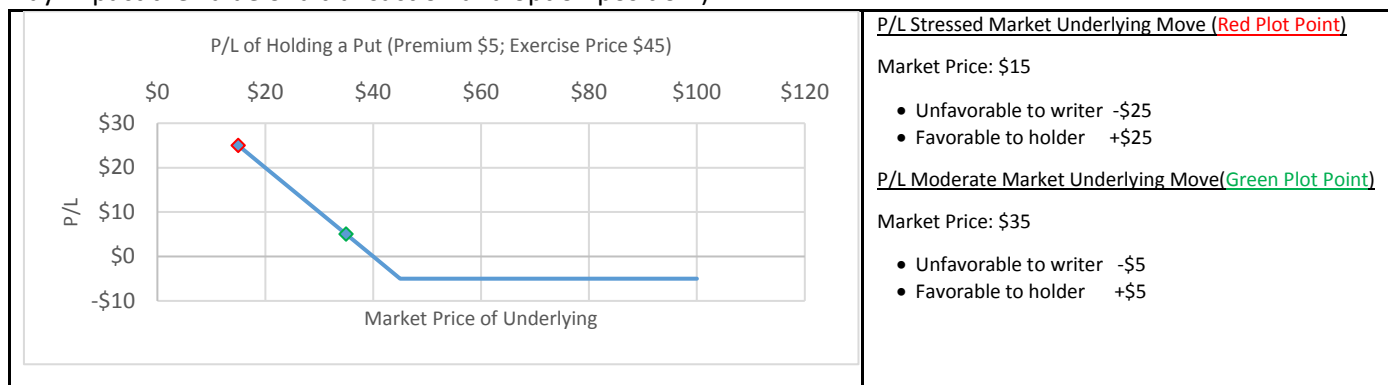 P/L of Holding a Put (Premium $5; Exercise Price $45)
$0 $20 $40 $60 $80 $100 $120
$30
$20
$10
$0
-$10
P/L
Market Price of Underlying
P/L Stressed Market Underlying Move (Red Plot Point)
Market Price: $15
• Unfavorable to writer -$25
• Favorable to holder +$25
P/L Moderate Market Underlying Move(Green Plot Point)
Market Price: $35
• Unfavorable to writer -$5
• Favorable to holder +$5